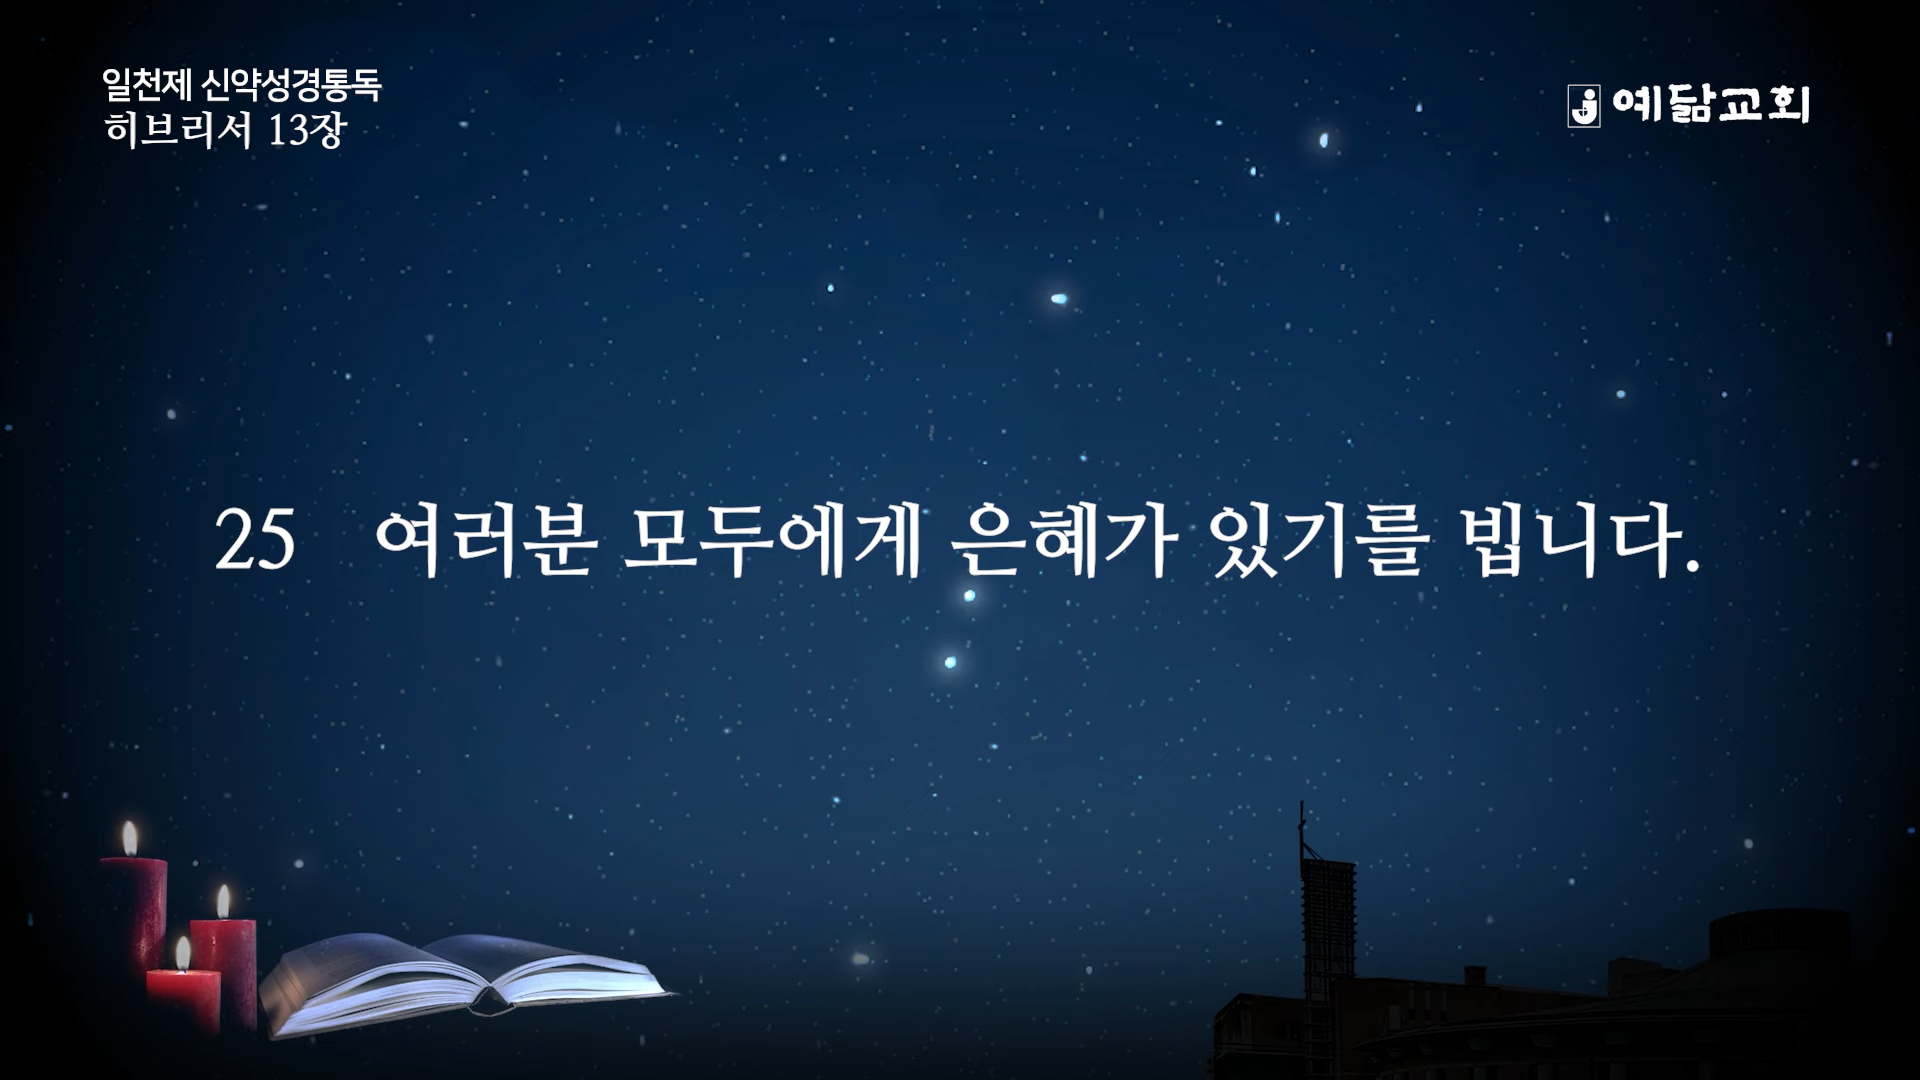 일천제 신약성경통독
히브리서 13장
예닮교회
25 여러분 모두에게 은혜가 있기를 빕니다.